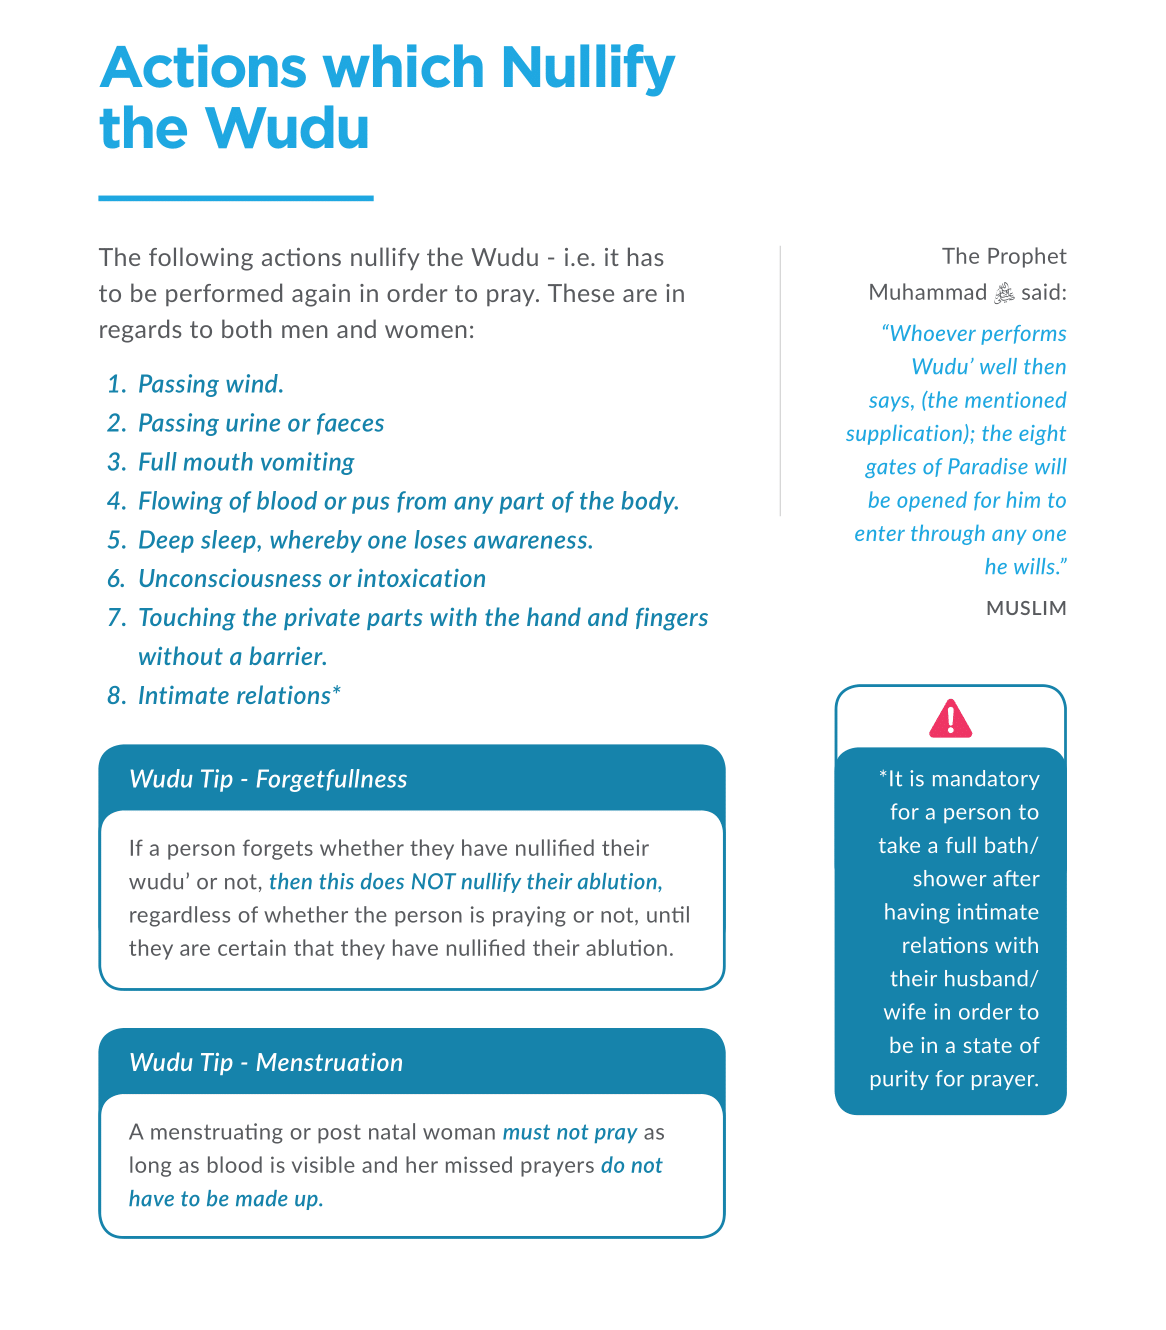 Actions which Nullify
the Wudu
The following actions nullify the Wudu - i.e. it has
to be performed again in order to pray. These are in
regards to both men and women:
1. Passing wind.
2. Passing urine or faeces
3. Full mouth vomiting
4. Flowing of blood or pus from any part of the body.
5. Deep sleep, whereby one loses awareness.
6. Unconsciousness or intoxication
7. Touching the private parts with the hand and fingers
without a barrier.
8. Intimate relations*
Wudu Tip - Forgetfullness
If a person forgets whether they have nullified their
wudu’ or not, then this does NOT nullify their ablution,
regardless of whether the person is praying or not, until
they are certain that they have nullified their ablution.
Wudu Tip - Menstruation
A menstruating or post natal woman must not pray as
long as blood is visible and her missed prayers do not
have to be made up.
The Prophet
Muhammad ﷺ said:
“Whoever performs
Wudu’ well then
says, (the mentioned
supplication); the eight
gates of Paradise will
be opened for him to
enter through any one
he wills.”
MUSLIM
*It is mandatory
for a person to
take a full bath/
shower after
having intimate
relations with
their husband/
wife in order to
be in a state of
purity for prayer.